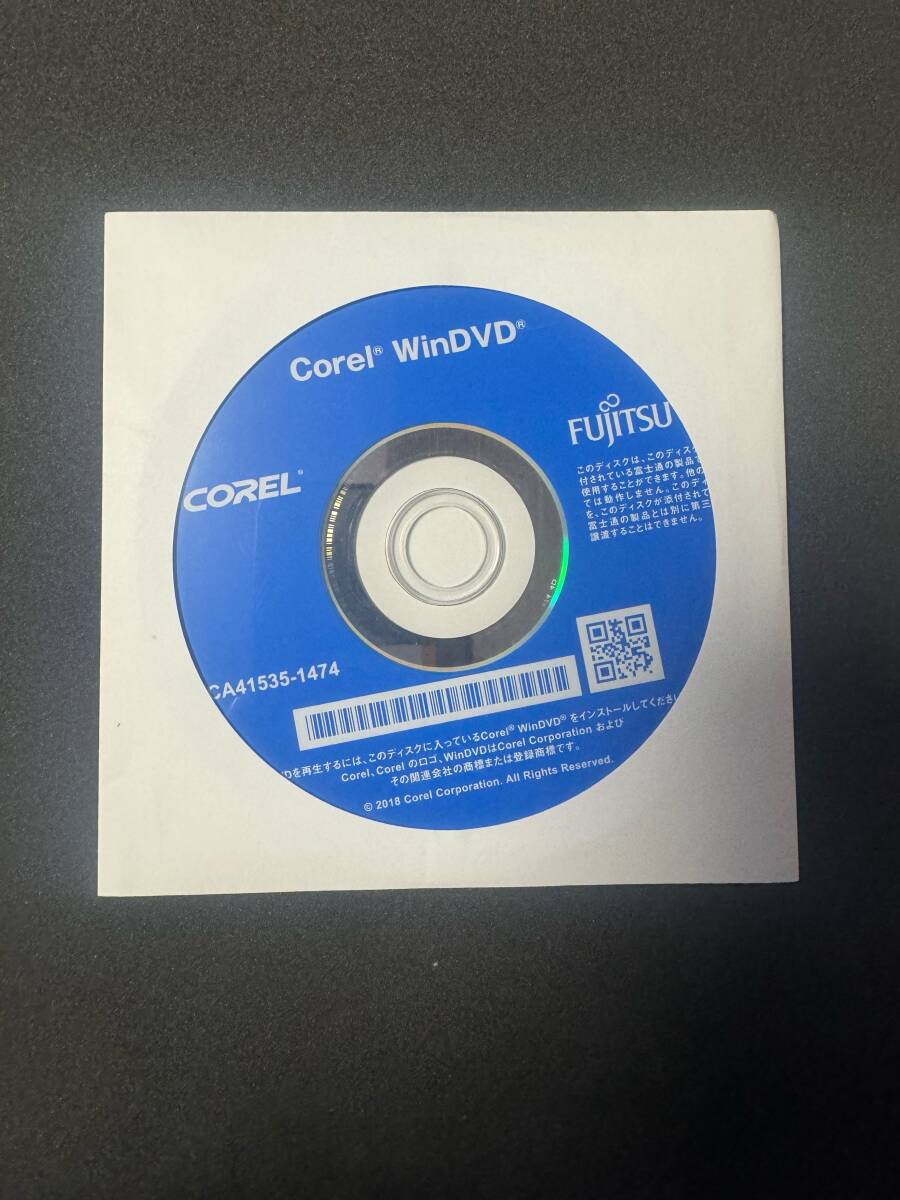 Corel® WinDVD®
FUJITSU
このディスクは、このディスク
付されている富士通の製品で
使用することができます。他の
では動作しません。このディ
を、このディスクが添付されて
富士通の製品とは別に第三
譲渡することはできません。
COREL®
CA41535-1474
Dを再生するには、このディスクに入っているCorel® WinDVD® をインストールしてください
Corel、Corel のロゴ、WinDVDはCorel Corporation および
その関連会社の商標または登録商標です。
© 2018 Corel Corporation. All Rights Reserved.